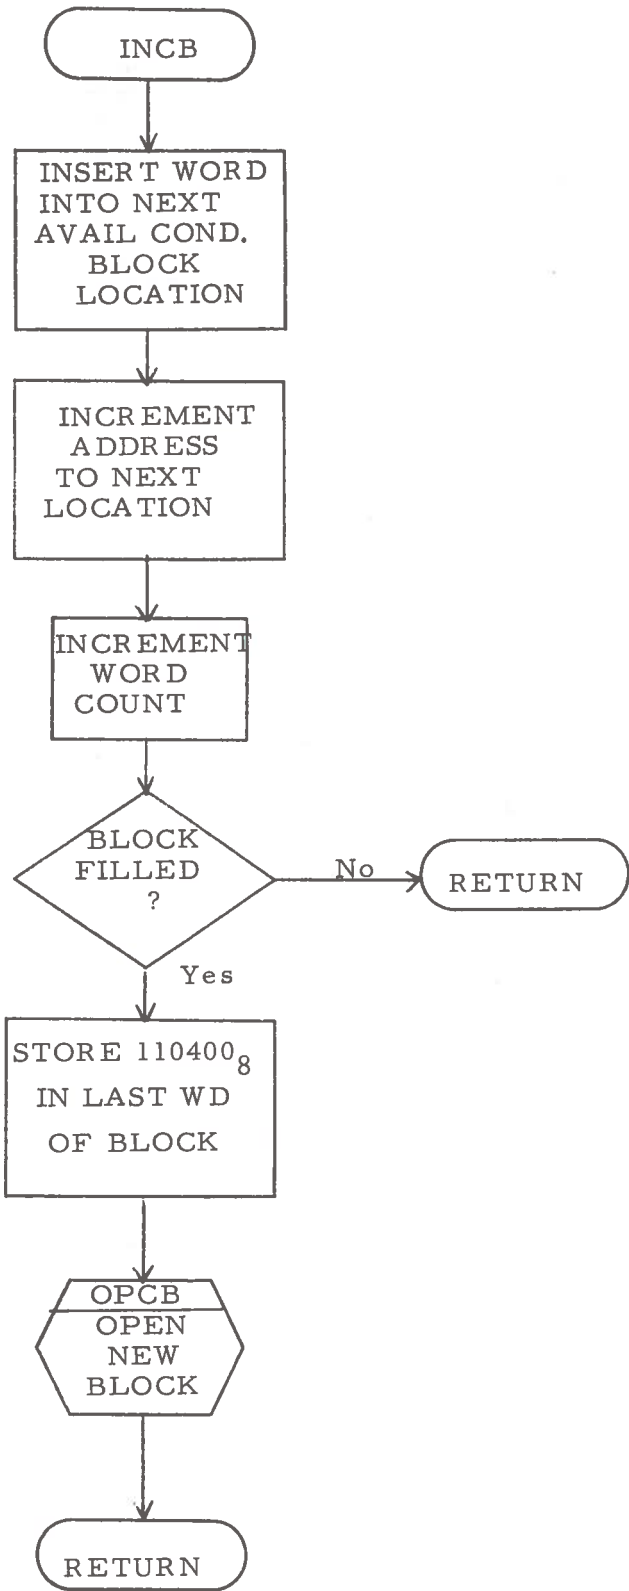 INCB
INSERT WORD
INTO NEXT
AVAIL COND.
BLOCK
LOCATION
INCREMENT
ADDRESS
TO NEXT
LOCATION
INCREMENT
WORD
COUNT
BLOCK
FILLED
?
No
RETURN
Yes
STORE 110400₈
IN LAST WD
OF BLOCK
OPCB
OPEN
NEW
BLOCK
RETURN